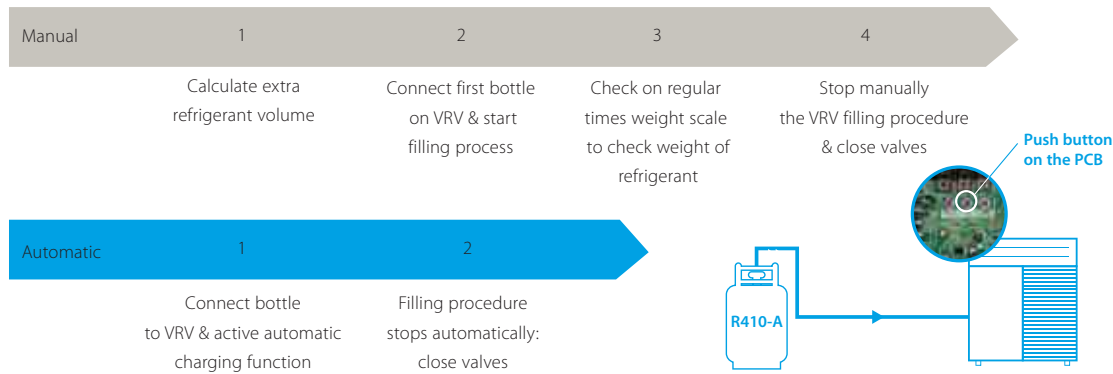 Manual 1 2 3 4
Calculate extra
refrigerant volume
Connect first bottle
on VRV & start
filling process
Check on regular
times weight scale
to check weight of
refrigerant
Stop manually
the VRV filling procedure
& close valves
Push button
on the PCB
Automatic 1 2
Connect bottle
to VRV & active automatic
charging function
Filling procedure
stops automatically:
close valves
R410-A